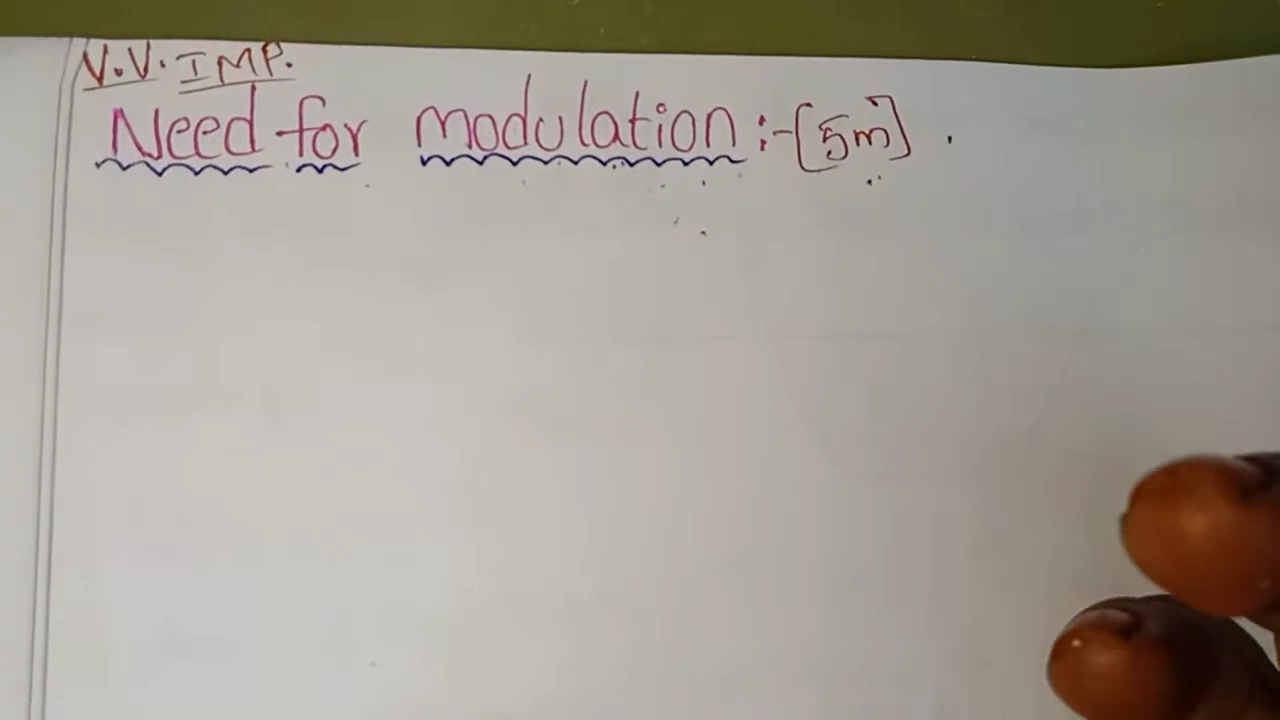 V.V. IMP.
Need for modulation :- [5m] .